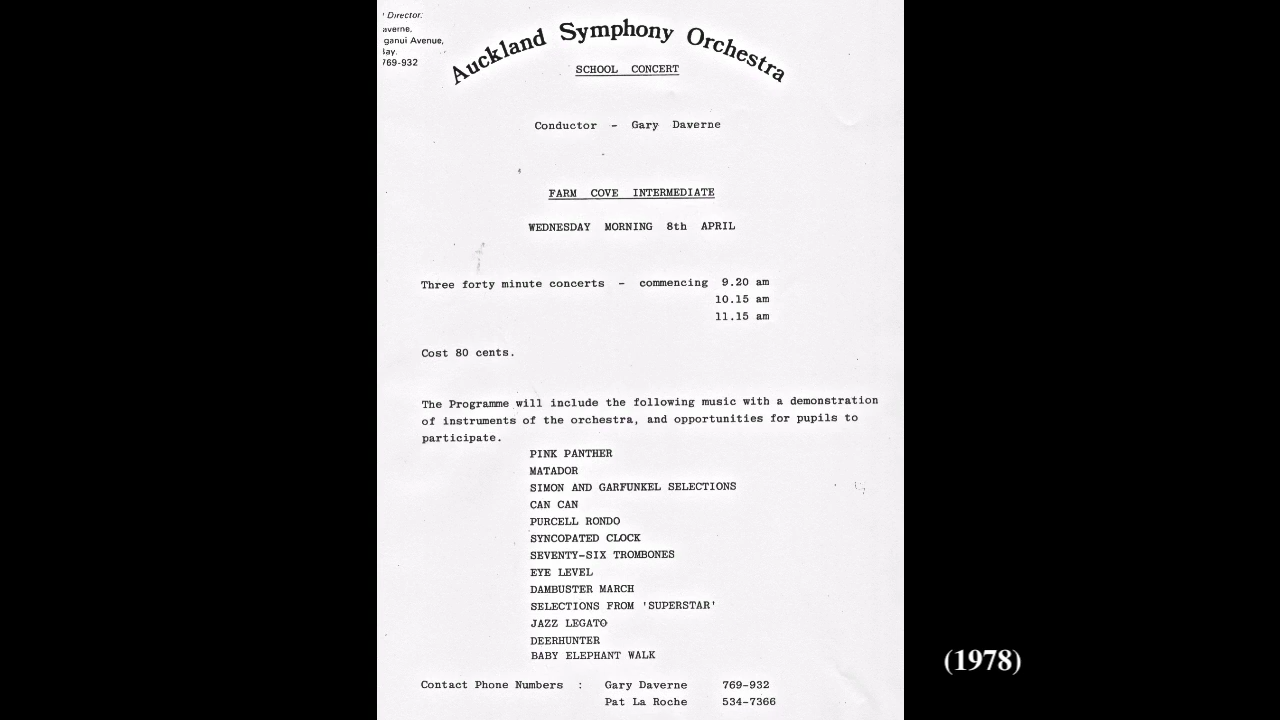 Director:
averne,
ganui Avenue,
769-932
Auckland Symphony Orchestra
SCHOOL CONCERT
Conductor - Gary Daverne
FARM COVE INTERMEDIATE
WEDNESDAY MORNING 8th APRIL
Three forty minute concerts - commencing 9.20 am
10.15 am
11.15 am
Cost 80 cents.
The Programme will include the following music with a demonstration
of instruments of the orchestra, and opportunities for pupils to
participate.
PINK PANTHER
MATADOR
SIMON AND GARFUNKEL SELECTIONS
CAN CAN
PURCELL RONDO
SYNCOPATED CLOCK
SEVENTY-SIX TROMBONES
EYE LEVEL
DAMBUSTER MARCH
SELECTIONS FROM 'SUPERSTAR'
JAZZ LEGATO
DEERHUNTER
BABY ELEPHANT WALK
Contact Phone Numbers : Gary Daverne 769-932
Pat La Roche 534-7366
(1978)